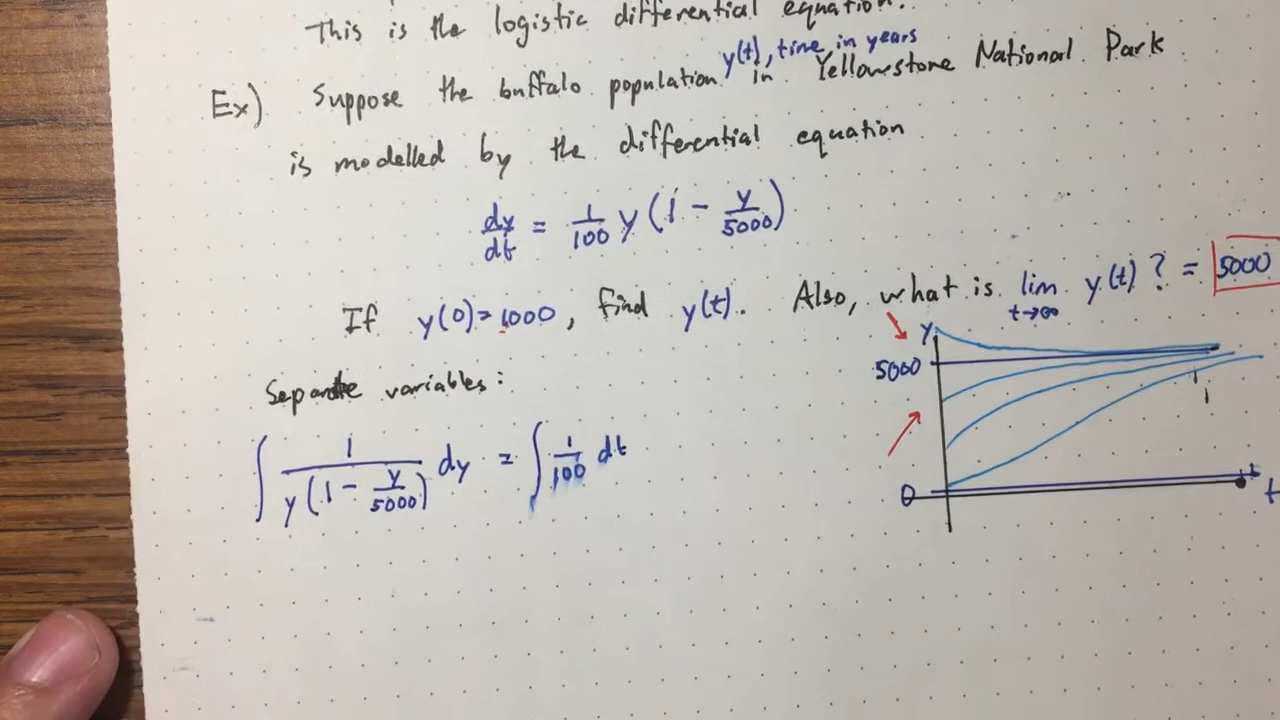 This is the logistic differential equation.
y(t), time, in years
Ex) Suppose the buffalo population in Yellowstone National Park
is modelled by the differential equation
dy/dt = 1/100 y (1 - y/5000)
If y(0)=1000, find y(t). Also, what is lim t→∞ y(t)? = 5000
Separate variables:
∫ 1/(y(1 - y/5000)) dy = ∫ 1/100 dt
y
5000
0
t